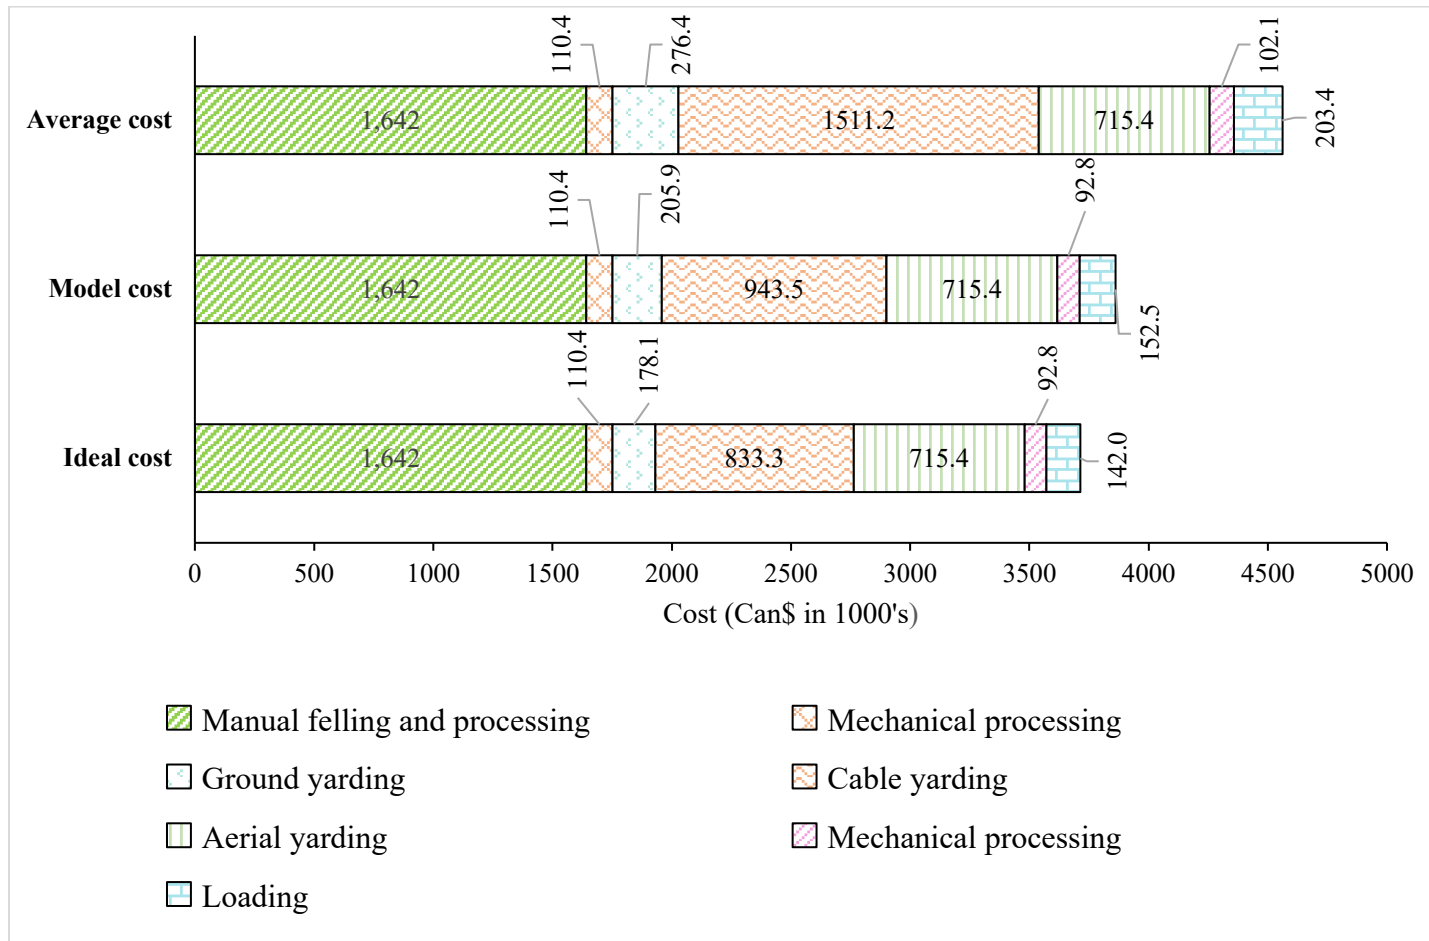 110.4
276.4
102.1
Average cost
1,642
1511.2
715.4
203.4
110.4
205.9
92.8
Model cost
1,642
943.5
715.4
152.5
110.4
178.1
92.8
Ideal cost
1,642
833.3
715.4
142.0
0 500 1000 1500 2000 2500 3000 3500 4000 4500 5000
Cost (Can$ in 1000's)
Manual felling and processing
Mechanical processing
Ground yarding
Cable yarding
Aerial yarding
Mechanical processing
Loading